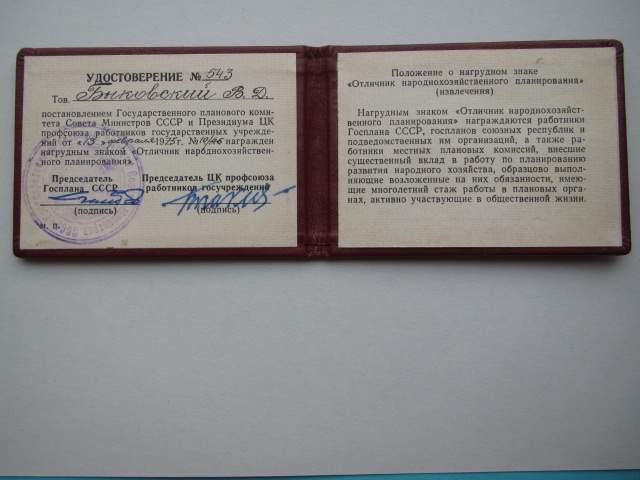 УДОСТОВЕРЕНИЕ № 543
Тов. Быковский В. Д.
постановлением Государственного планового коми-
тета Совета Министров СССР и Президиума ЦК
профсоюза работников государственных учрежде-
ний от «13» февраля 1975 г. № награжден
нагрудным знаком «Отличник народнохозяйствен-
ного планирования»
Председатель
Госплана СССР
(подпись)
М. П.
Председатель ЦК профсоюза
работников госучреждений
(подпись)
Положение о нагрудном знаке
«Отличник народнохозяйственного планирования»
(извлечения)
Нагрудным знаком «Отличник народнохозяйст-
венного планирования» награждаются работники
Госплана СССР, госпланов союзных республик и
подведомственных им организаций, а также ра-
ботники местных плановых комиссий, внесшие
существенный вклад в работу по планированию
развития народного хозяйства, образцово выпол-
няющие возложенные на них обязанности, имею-
щие многолетний стаж работы в плановых орга-
нах, активно участвующие в общественной жизни.